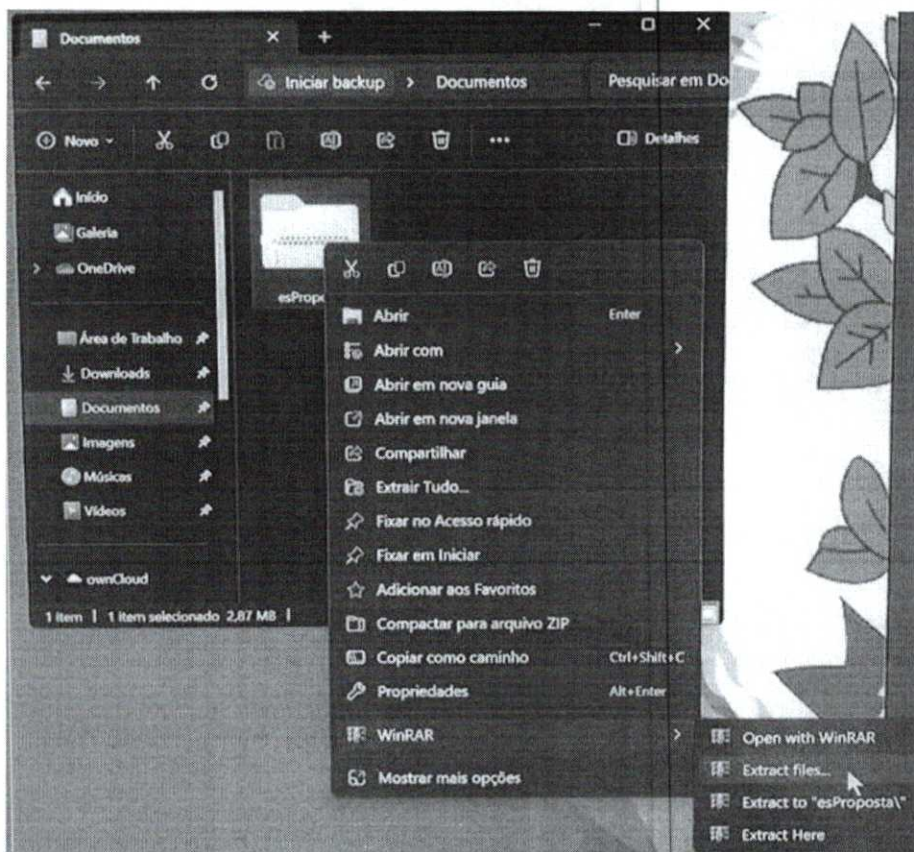 Documentos
Iniciar backup > Documentos
Pesquisar em Do
Novo
Detalhes
Início
Galeria
OneDrive
Área de Trabalho
Downloads
Documentos
Imagens
Músicas
Vídeos
ownCloud
1 item | 1 item selecionado 2,87 MB |
esPropo
Abrir Enter
Abrir com
Abrir em nova guia
Abrir em nova janela
Compartilhar
Extrair Tudo...
Fixar no Acesso rápido
Fixar em Iniciar
Adicionar aos Favoritos
Compactar para arquivo ZIP
Copiar como caminho Ctrl+Shift+C
Propriedades Alt+Enter
WinRAR
Mostrar mais opções
Open with WinRAR
Extract files...
Extract to "esProposta\"
Extract Here